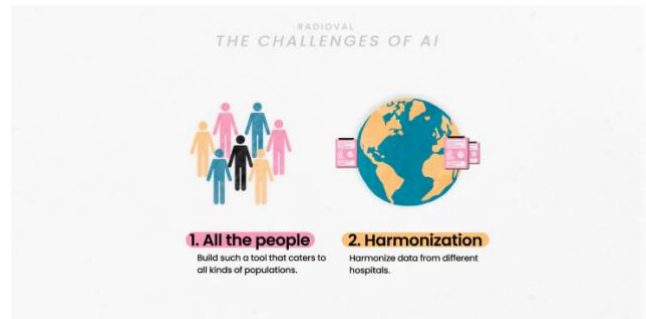 RADIOVAL
THE CHALLENGES OF AI
1. All the people
Build such a tool that caters to
all kinds of populations.
2. Harmonization
Harmonize data from different
hospitals.